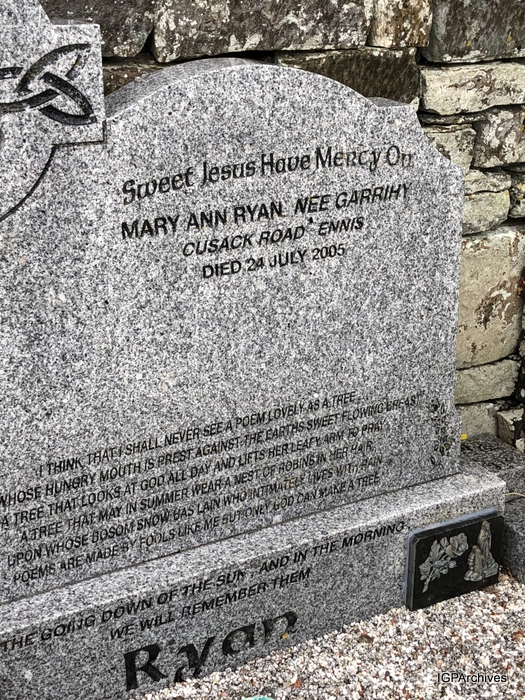 Sweet Jesus Have Mercy On
MARY ANN RYAN NEE GARRIHY
CUSACK ROAD ENNIS
DIED 24 JULY 2005
I THINK THAT I SHALL NEVER SEE A POEM LOVELY AS A TREE
WHOSE HUNGRY MOUTH IS PREST AGAINST THE EARTHS SWEET FLOWING BREAST
A TREE THAT LOOKS AT GOD ALL DAY AND LIFTS HER LEAFY ARM TO PRAY
A TREE THAT MAY IN SUMMER WEAR A NEST OF ROBINS IN HER HAIR
UPON WHOSE BOSOM SNOW HAS LAIN WHO INTIMATELY LIVES WITH RAIN
POEMS ARE MADE BY FOOLS LIKE ME BUT ONLY GOD CAN MAKE A TREE
THE GOING DOWN OF THE SUN AND IN THE MORNING
WE WILL REMEMBER THEM
Ryan
IGPArchives